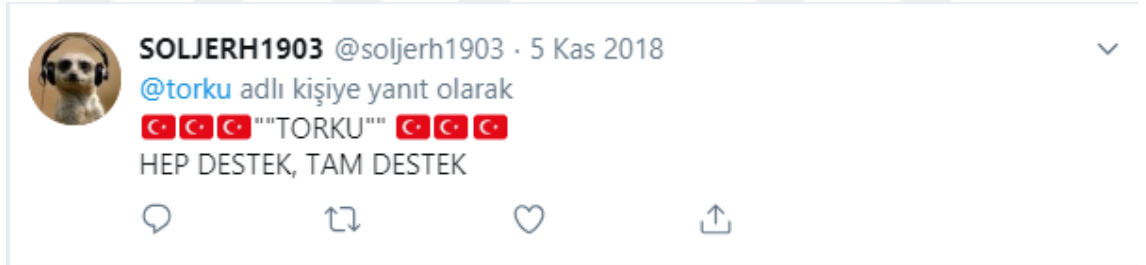 SOLJERH1903 @soljerh1903 · 5 Kas 2018
@torku adlı kişiye yanıt olarak
🇹🇷🇹🇷🇹🇷""TORKU"" 🇹🇷🇹🇷🇹🇷
HEP DESTEK, TAM DESTEK